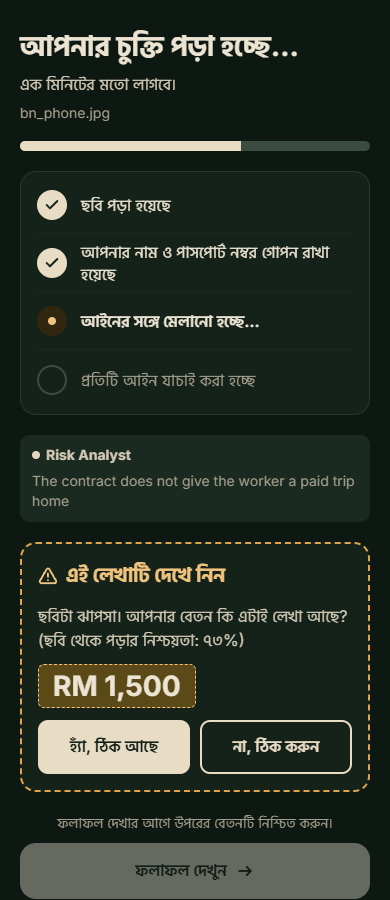 আপনার চুক্তি পড়া হচ্ছে...
এক মিনিটের মতো লাগবে।
bn_phone.jpg
ছবি পড়া হয়েছে
আপনার নাম ও পাসপোর্ট নম্বর গোপন রাখা
হয়েছে
আইনের সঙ্গে মেলানো হচ্ছে...
প্রতিটি আইন যাচাই করা হচ্ছে
Risk Analyst
The contract does not give the worker a paid trip
home
এই লেখাটি দেখে নিন
ছবিটা ঝাপসা। আপনার বেতন কি এটাই লেখা আছে?
(ছবি থেকে পড়ার নিশ্চয়তা: ৭৩%)
RM 1,500
হ্যাঁ, ঠিক আছে
না, ঠিক করুন
ফলাফল দেখার আগে উপরের বেতনটি নিশ্চিত করুন।
ফলাফল দেখুন →